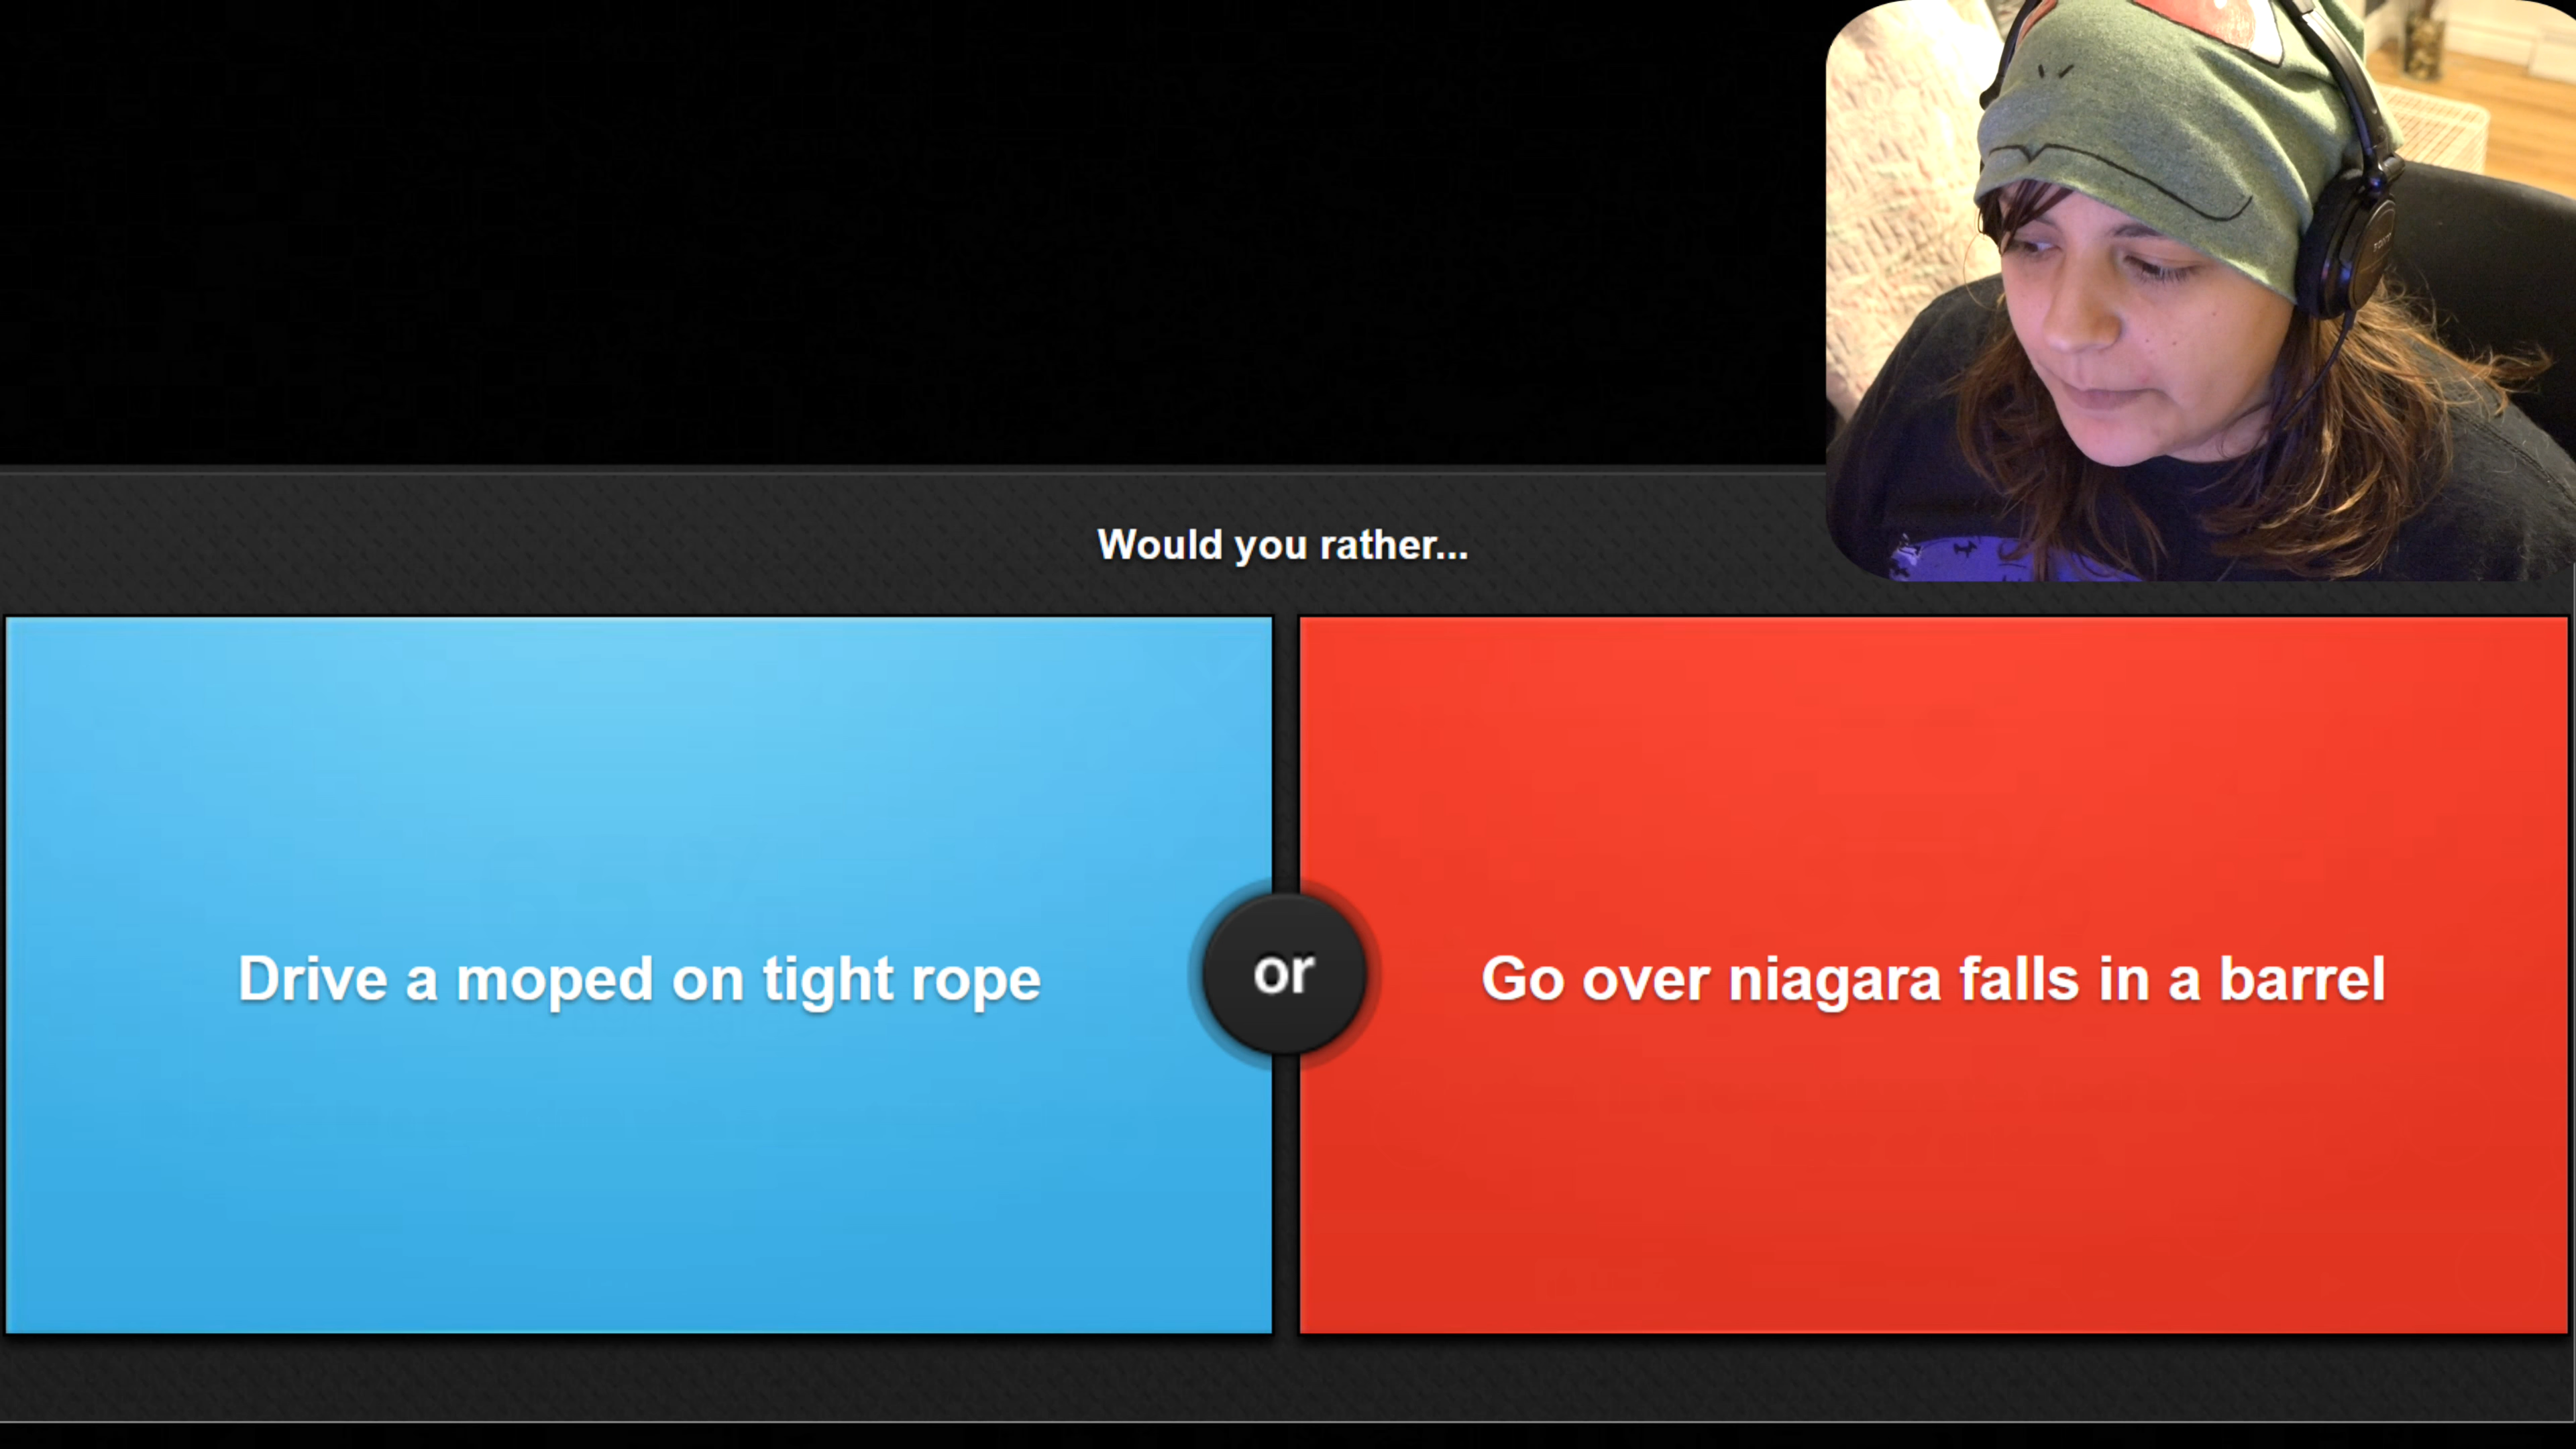 Would you rather...
Drive a moped on tight rope
or
Go over niagara falls in a barrel